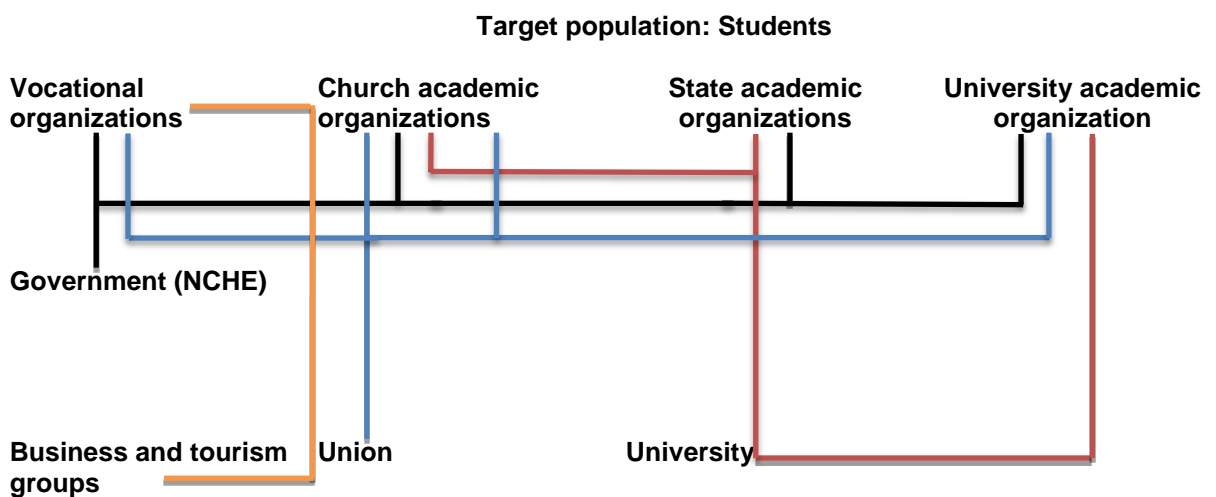 Target population: Students
Vocational
organizations
Church academic
organizations
State academic
organizations
University academic
organization
Government (NCHE)
Business and tourism
groups
Union
University